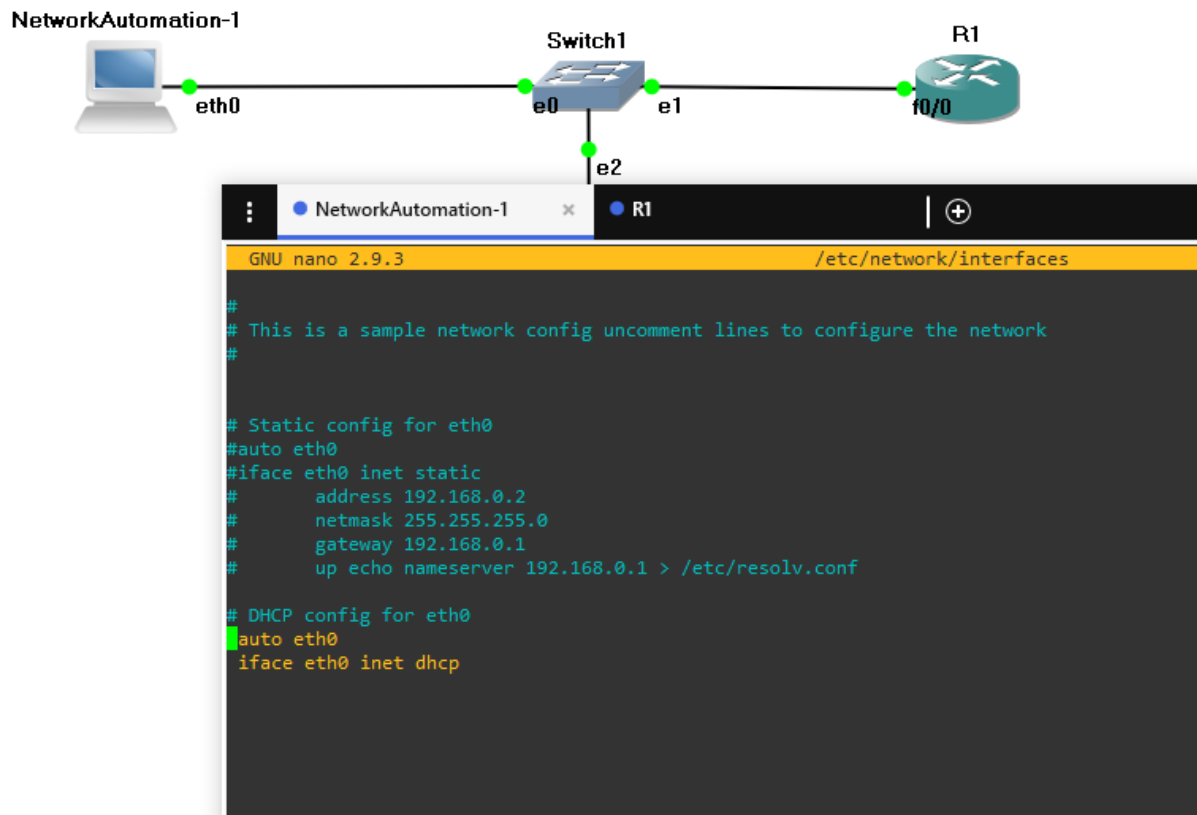 NetworkAutomation-1
Switch1
R1
eth0
e0
e1
f0/0
e2
NetworkAutomation-1 × R1
GNU nano 2.9.3 /etc/network/interfaces
#
# This is a sample network config uncomment lines to configure the network
#
# Static config for eth0
#auto eth0
#iface eth0 inet static
# address 192.168.0.2
# netmask 255.255.255.0
# gateway 192.168.0.1
# up echo nameserver 192.168.0.1 > /etc/resolv.conf
# DHCP config for eth0
auto eth0
iface eth0 inet dhcp